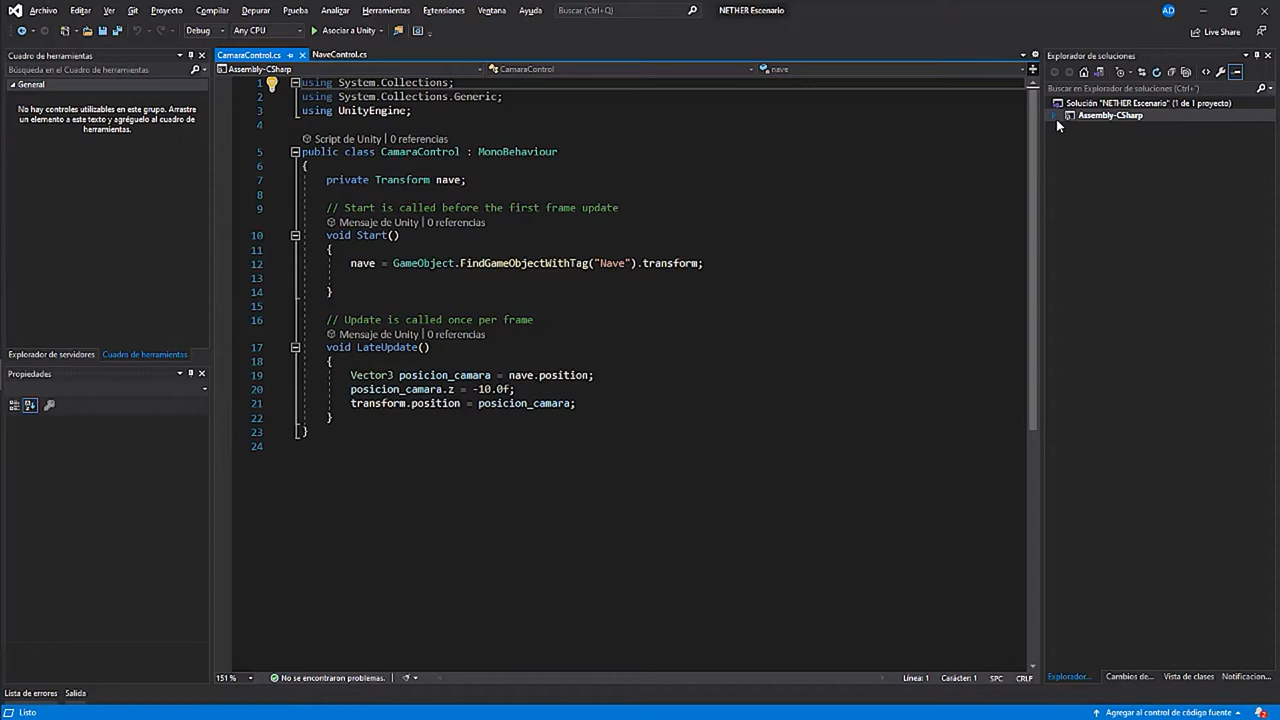 Archivo Editar Ver Git Proyecto Compilar Depurar Prueba Analizar Herramientas Extensiones Ventana Ayuda Buscar (Ctrl+Q) NETHER Escenario AD
Debug Any CPU Asociar a Unity Live Share
Cuadro de herramientas
Búsqueda en el Cuadro de herramientas
General
No hay controles utilizables en este grupo. Arrastre
un elemento a este texto y agréguelo al cuadro de
herramientas.
Explorador de servidores Cuadro de herramientas
Propiedades
CamaraControl.cs NaveControl.cs
Assembly-CSharp CamaraControl nave
1 using System.Collections;
2 using System.Collections.Generic;
3 using UnityEngine;
4
Script de Unity | 0 referencias
5 public class CamaraControl : MonoBehaviour
6 {
7 private Transform nave;
8
9 // Start is called before the first frame update
Mensaje de Unity | 0 referencias
10 void Start()
11 {
12 nave = GameObject.FindGameObjectWithTag("Nave").transform;
13
14 }
15
16 // Update is called once per frame
Mensaje de Unity | 0 referencias
17 void LateUpdate()
18 {
19 Vector3 posicion_camara = nave.position;
20 posicion_camara.z = -10.0f;
21 transform.position = posicion_camara;
22 }
23 }
24
151 % No se encontraron problemas. Línea: 1 Carácter: 1 SPC CRLF
Explorador de soluciones
Buscar en Explorador de soluciones (Ctrl+')
Solución "NETHER Escenario" (1 de 1 proyecto)
Assembly-CSharp
Explorador... Cambios de... Vista de clases Notificacion...
Lista de errores Salida
Listo Agregar al control de código fuente 2